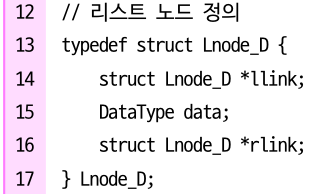 12 // 리스트 노드 정의
13 typedef struct Lnode_D {
14     struct Lnode_D *llink;
15     DataType data;
16     struct Lnode_D *rlink;
17 } Lnode_D;